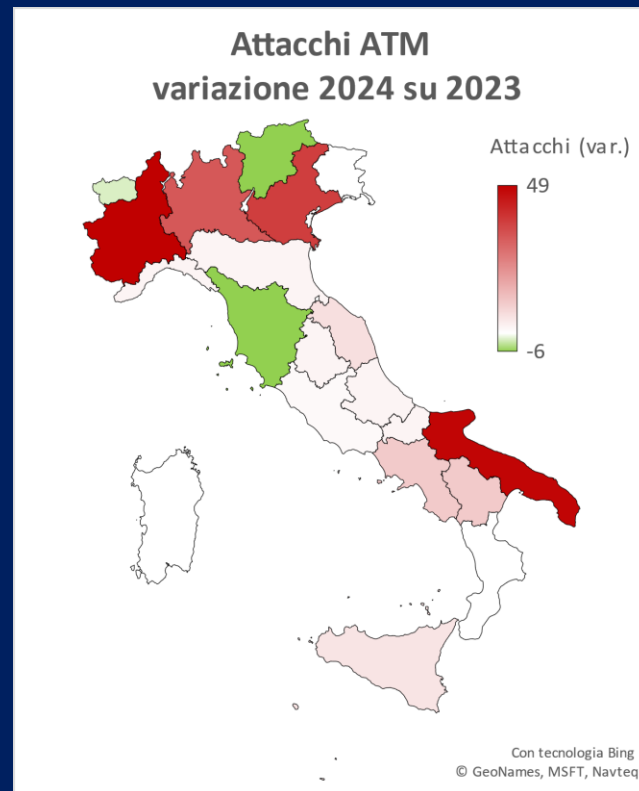 Attacchi ATM
variazione 2024 su 2023
Attacchi (var.)
49
-6
Con tecnologia Bing
© GeoNames, MSFT, Navteq